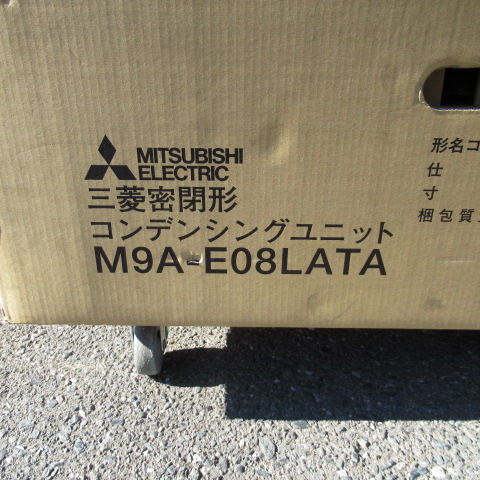 MITSUBISHI
ELECTRIC
三菱密閉形
コンデンシングユニット
M9A-E08LATA
形名コ
仕
寸
梱包質